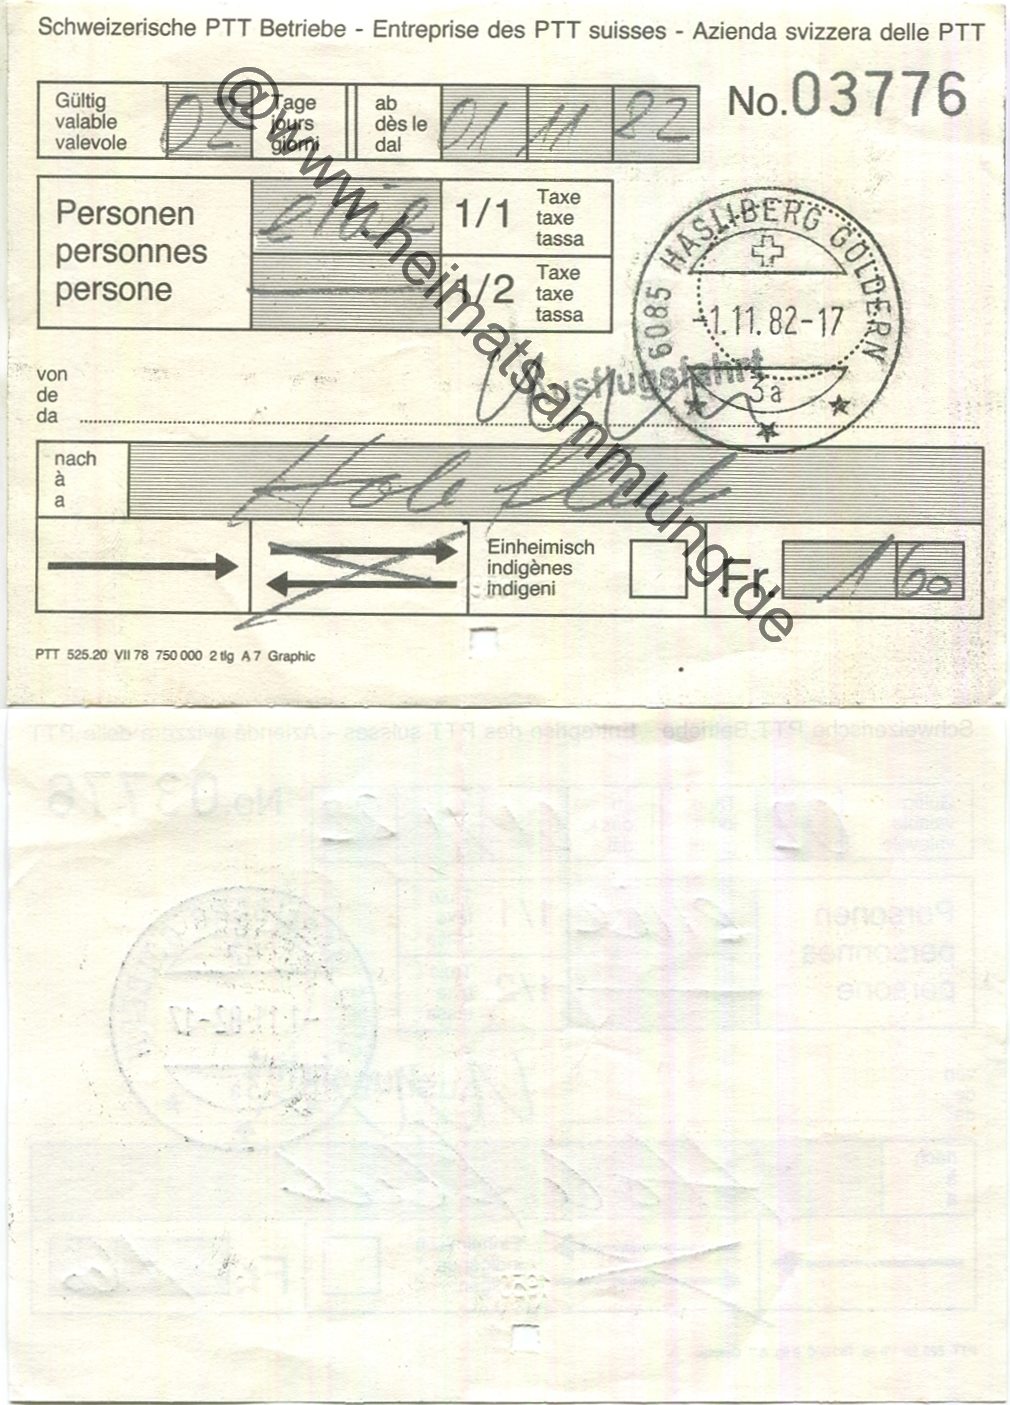 Schweizerische PTT Betriebe - Entreprise des PTT suisses - Azienda svizzera delle PTT
Gültig
valable
valevole
02
Tage
jours
giorni
ab
dès le
dal
01 11 82
No. 03776
Personen
personnes
persone
1/1
Taxe
taxe
tassa
1/2
Taxe
taxe
tassa
6085 HASLIBERG GOLDERN
-1.11.82-17
3a
von
de
da
Ausflugsfahrt
nach
à
a
Einheimisch
indigènes
indigeni
Fr.
1 60
PTT 525.20 VII 78 750 000 2 tlg A 7 Graphic
@www.heimatsammlung.de